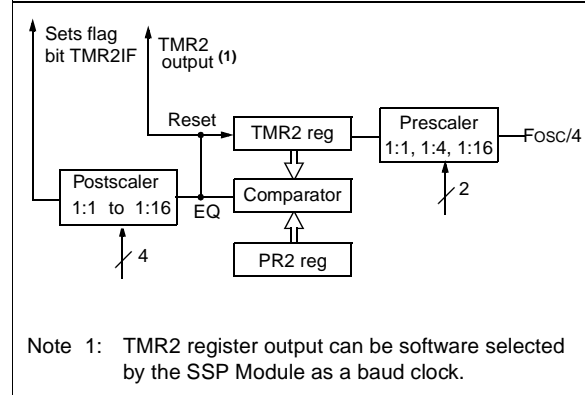 Sets flag
bit TMR2IF
TMR2
output (1)
Reset
TMR2 reg
Prescaler
1:1, 1:4, 1:16
FOSC/4
Postscaler
1:1 to 1:16
EQ
Comparator
2
4
PR2 reg
Note 1: TMR2 register output can be software selected
by the SSP Module as a baud clock.